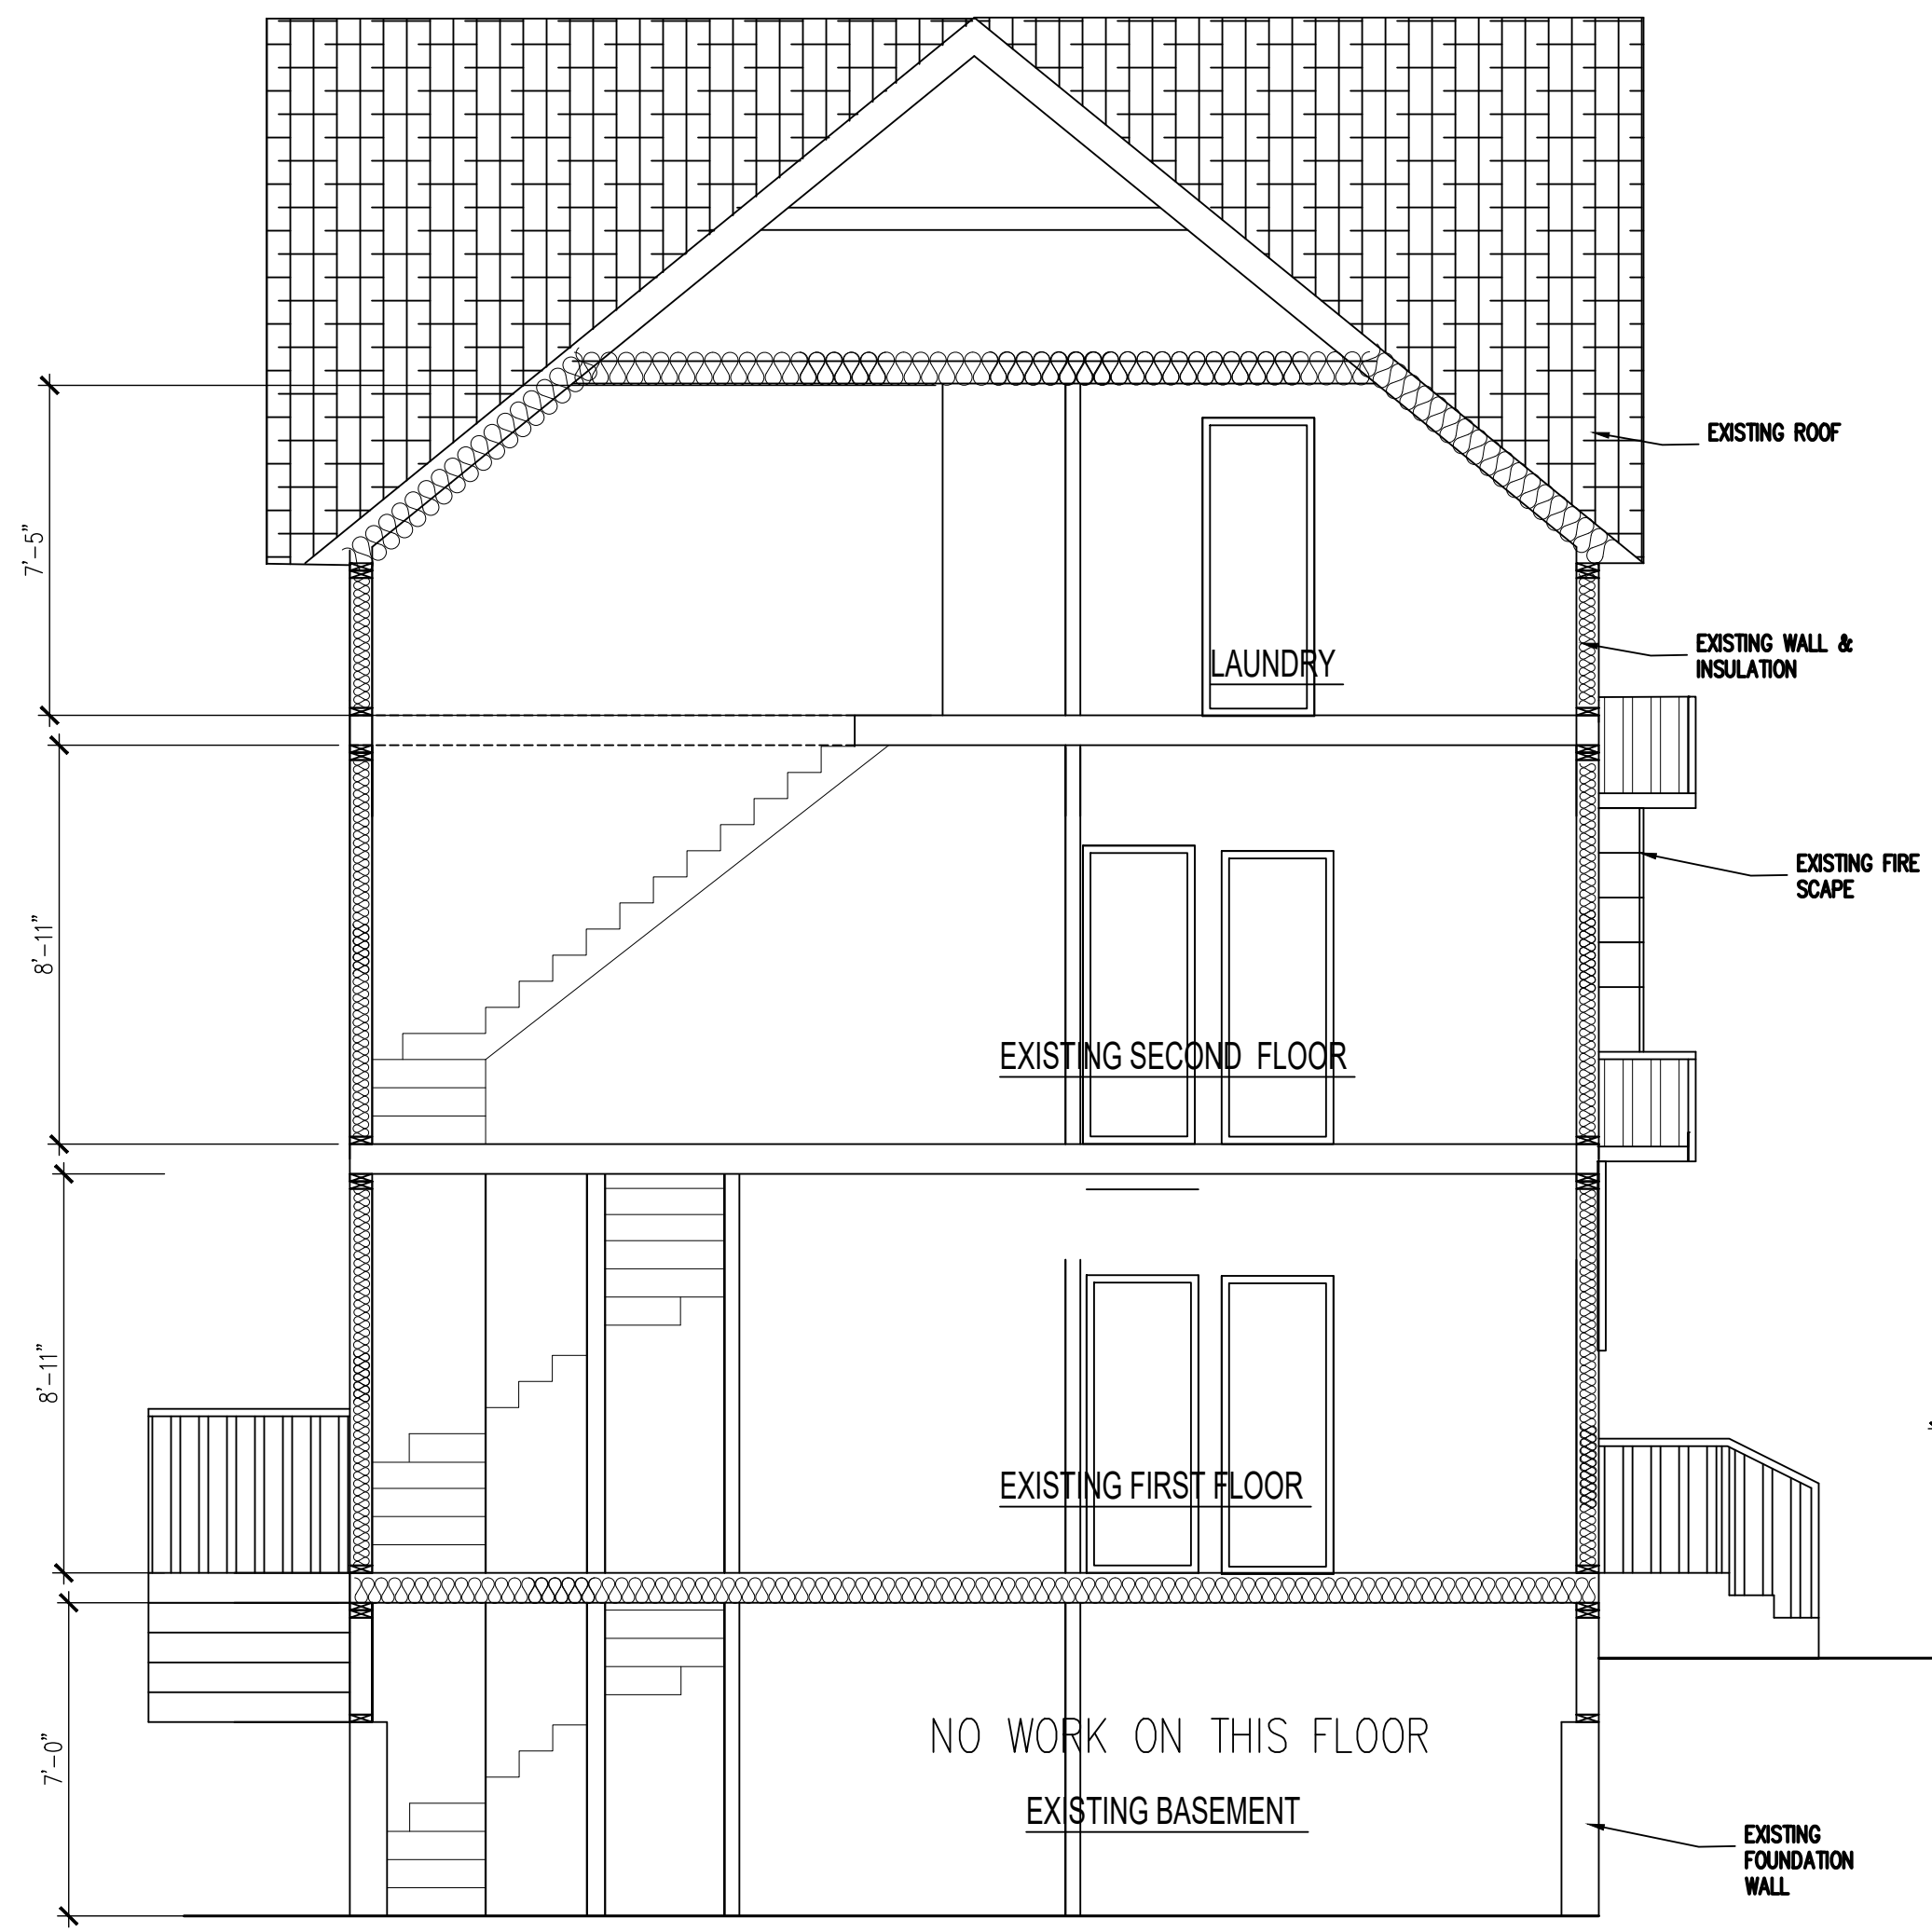 EXISTING ROOF
7'-5"
EXISTING WALL &
INSULATION
LAUNDRY
EXISTING FIRE
SCAPE
8'-11"
EXISTING SECOND FLOOR
8'-11"
EXISTING FIRST FLOOR
NO WORK ON THIS FLOOR
7'-0"
EXISTING BASEMENT
EXISTING
FOUNDATION
WALL